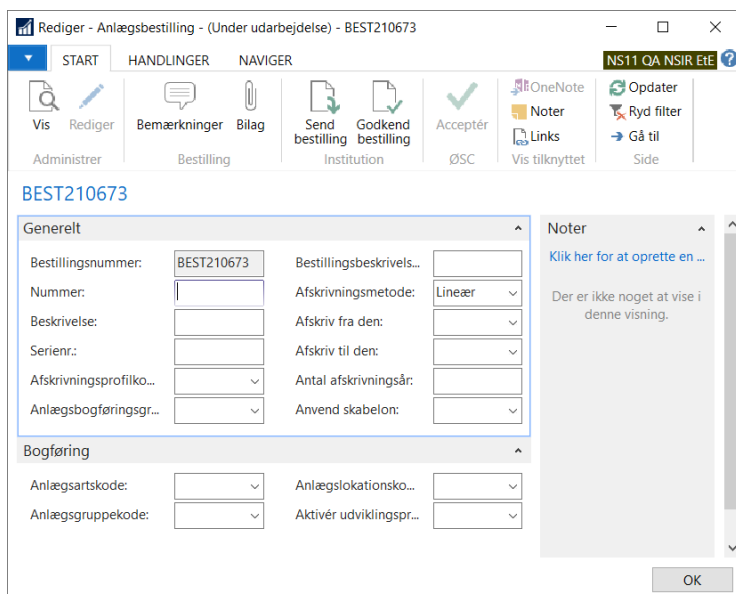 Rediger - Anlægsbestilling - (Under udarbejdelse) - BEST210673
START HANDLINGER NAVIGER NS11 QA NSIR EtE ?
Vis Rediger Bemærkninger Bilag Send bestilling Godkend bestilling Acceptér OneNote Noter Links Opdater Ryd filter Gå til
Administrer Bestilling Institution ØSC Vis tilknyttet Side
BEST210673
Generelt
Bestillingsnummer: BEST210673 Bestillingsbeskrivels...
Nummer: Afskrivningsmetode: Lineær
Beskrivelse: Afskriv fra den:
Serienr.: Afskriv til den:
Afskrivningsprofilko... Antal afskrivningsår:
Anlægsbogføringsgr... Anvend skabelon:
Bogføring
Anlægsartskode: Anlægslokationsko...
Anlægsgruppekode: Aktivér udviklingspr...
Noter
Klik her for at oprette en ...
Der er ikke noget at vise i
denne visning.
OK